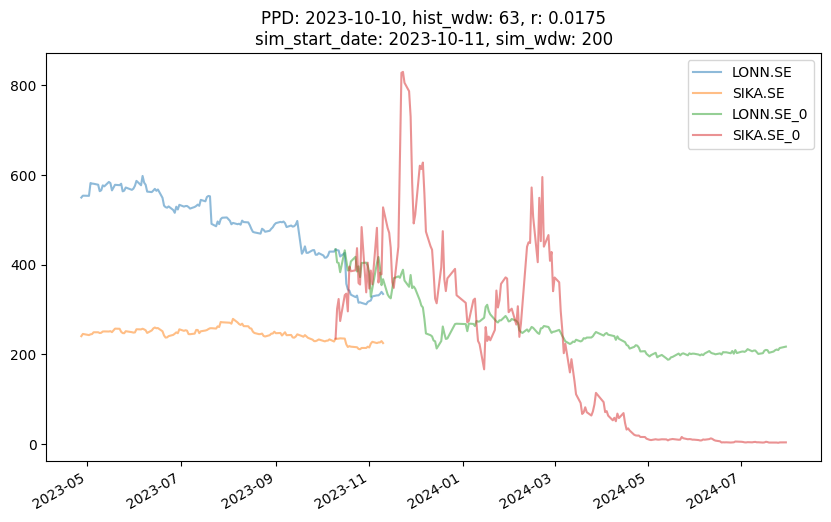 PPD: 2023-10-10, hist_wdw: 63, r: 0.0175
sim_start_date: 2023-10-11, sim_wdw: 200
LONN.SE
SIKA.SE
LONN.SE_0
SIKA.SE_0
800
600
400
200
0
2023-05
2023-07
2023-09
2023-11
2024-01
2024-03
2024-05
2024-07